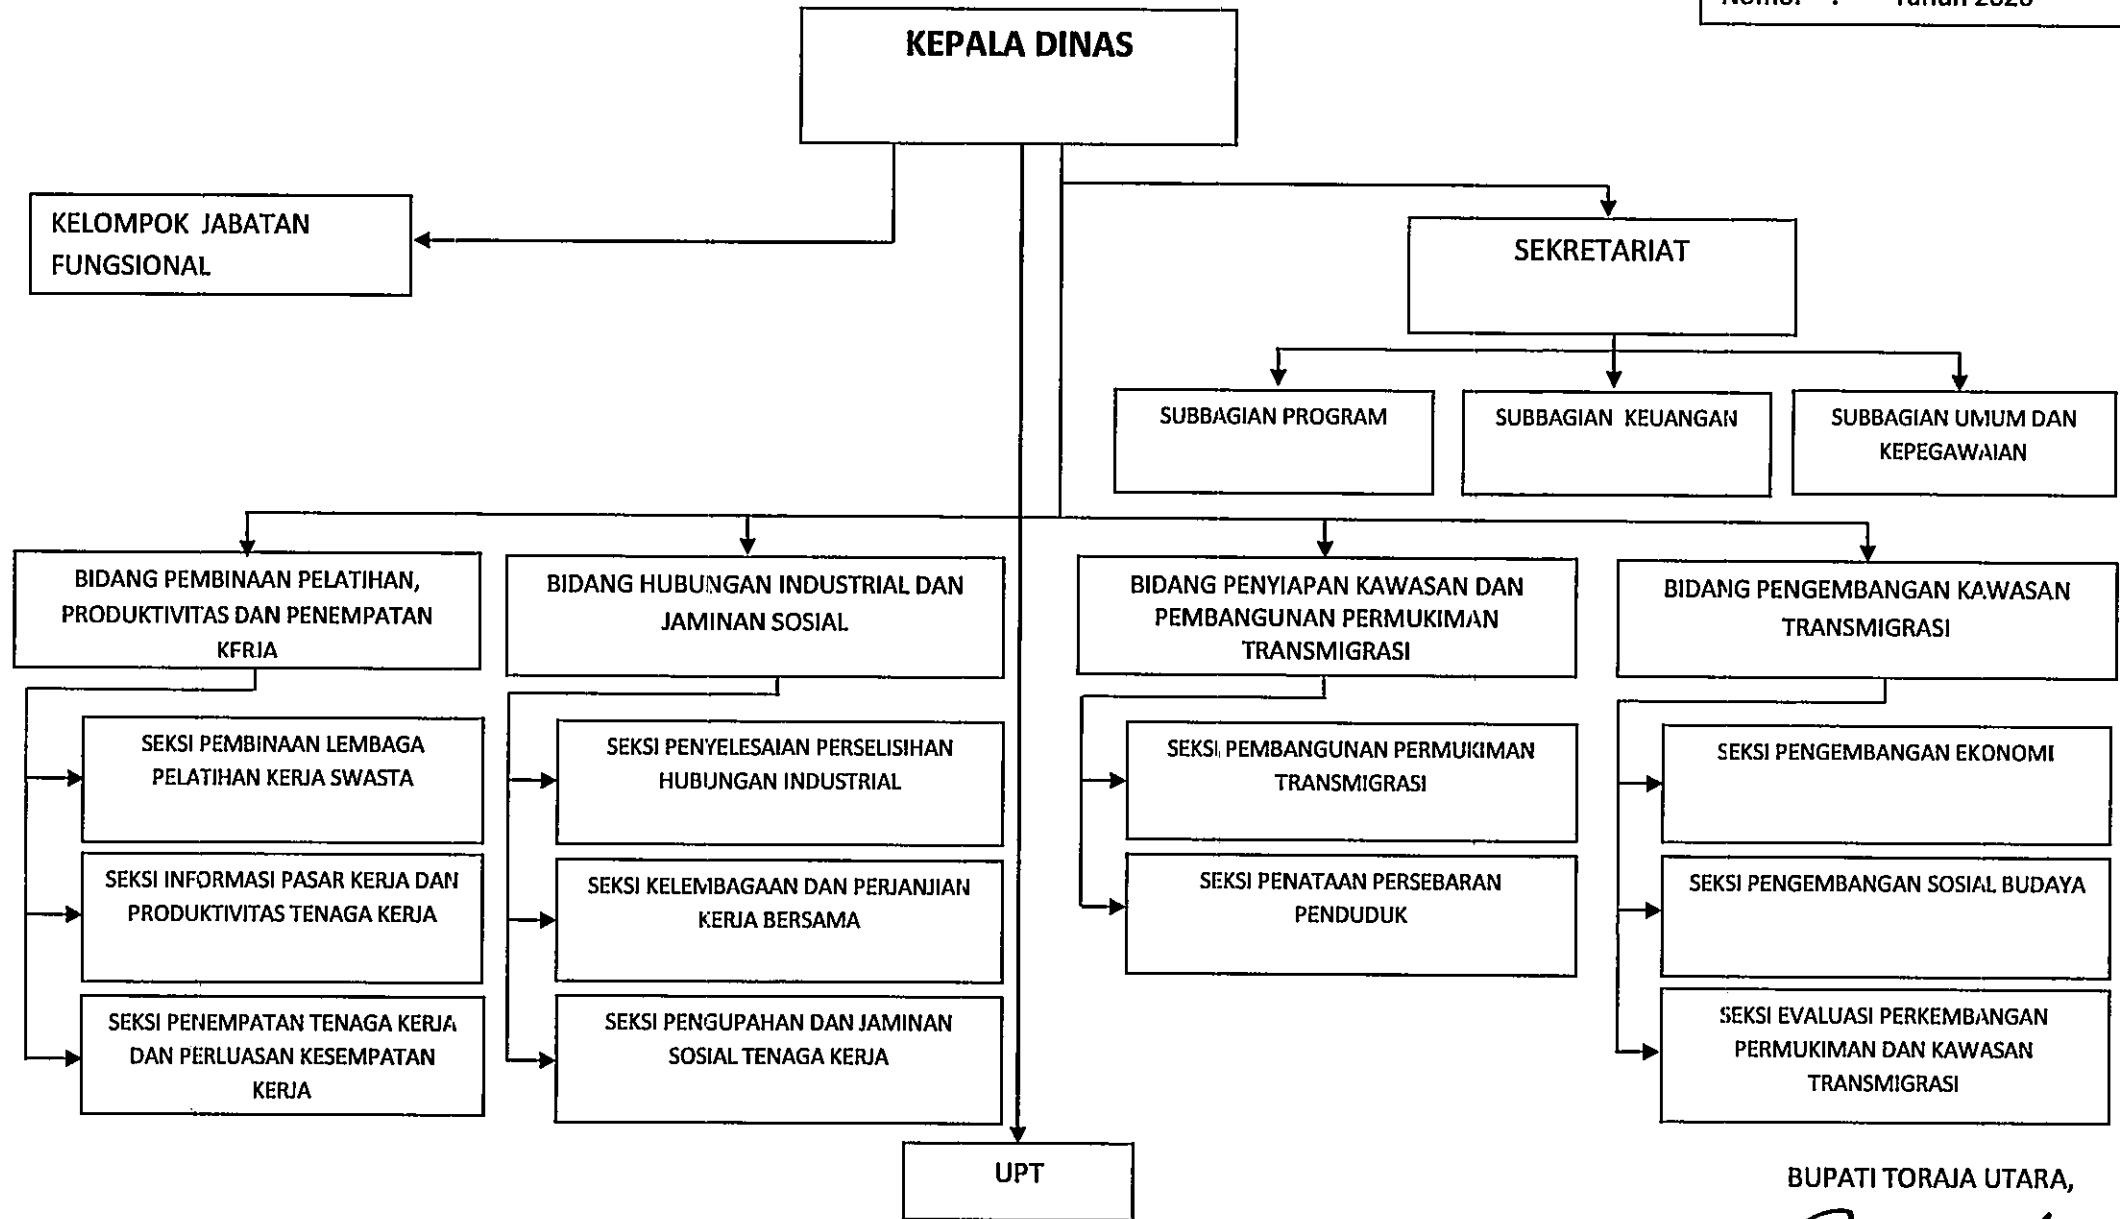 Nomor : Tahun 2020
KEPALA DINAS
KELOMPOK JABATAN
FUNGSIONAL
SEKRETARIAT
SUBBAGIAN PROGRAM
SUBBAGIAN KEUANGAN
SUBBAGIAN UMUM DAN
KEPEGAWAIAN
BIDANG PEMBINAAN PELATIHAN,
PRODUKTIVITAS DAN PENEMPATAN
KERJA
BIDANG HUBUNGAN INDUSTRIAL DAN
JAMINAN SOSIAL
BIDANG PENYIAPAN KAWASAN DAN
PEMBANGUNAN PERMUKIMAN
TRANSMIGRASI
BIDANG PENGEMBANGAN KAWASAN
TRANSMIGRASI
SEKSI PEMBINAAN LEMBAGA
PELATIHAN KERJA SWASTA
SEKSI INFORMASI PASAR KERJA DAN
PRODUKTIVITAS TENAGA KERJA
SEKSI PENEMPATAN TENAGA KERJA
DAN PERLUASAN KESEMPATAN
KERJA
SEKSI PENYELESAIAN PERSELISIHAN
HUBUNGAN INDUSTRIAL
SEKSI KELEMBAGAAN DAN PERJANJIAN
KERJA BERSAMA
SEKSI PENGUPAHAN DAN JAMINAN
SOSIAL TENAGA KERJA
SEKSI PEMBANGUNAN PERMUKIMAN
TRANSMIGRASI
SEKSI PENATAAN PERSEBARAN
PENDUDUK
SEKSI PENGEMBANGAN EKONOMI
SEKSI PENGEMBANGAN SOSIAL BUDAYA
SEKSI EVALUASI PERKEMBANGAN
PERMUKIMAN DAN KAWASAN
TRANSMIGRASI
UPT
BUPATI TORAJA UTARA,